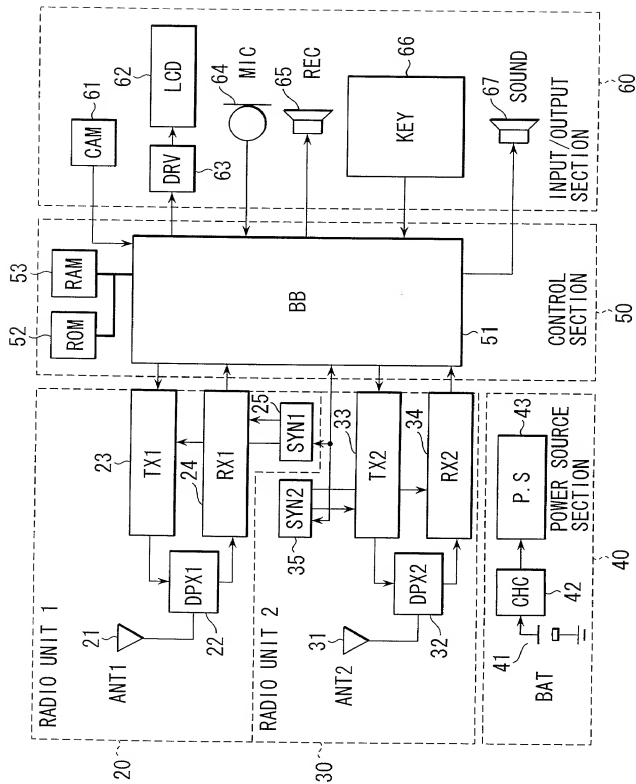 RADIO UNIT 1
20
21
ANT1
DPX1
22
23
TX1
24
RX1
25
SYN1
RADIO UNIT 2
30
31
ANT2
DPX2
32
SYN2
35
33
TX2
34
RX2
BAT
41
CHC
42
P.S
43
POWER SOURCE
SECTION
40
52
ROM
53
RAM
BB
51
CONTROL
SECTION
50
61
CAM
62
LCD
DRV
63
64
MIC
65
REC
66
KEY
67
SOUND
INPUT/OUTPUT
SECTION
60